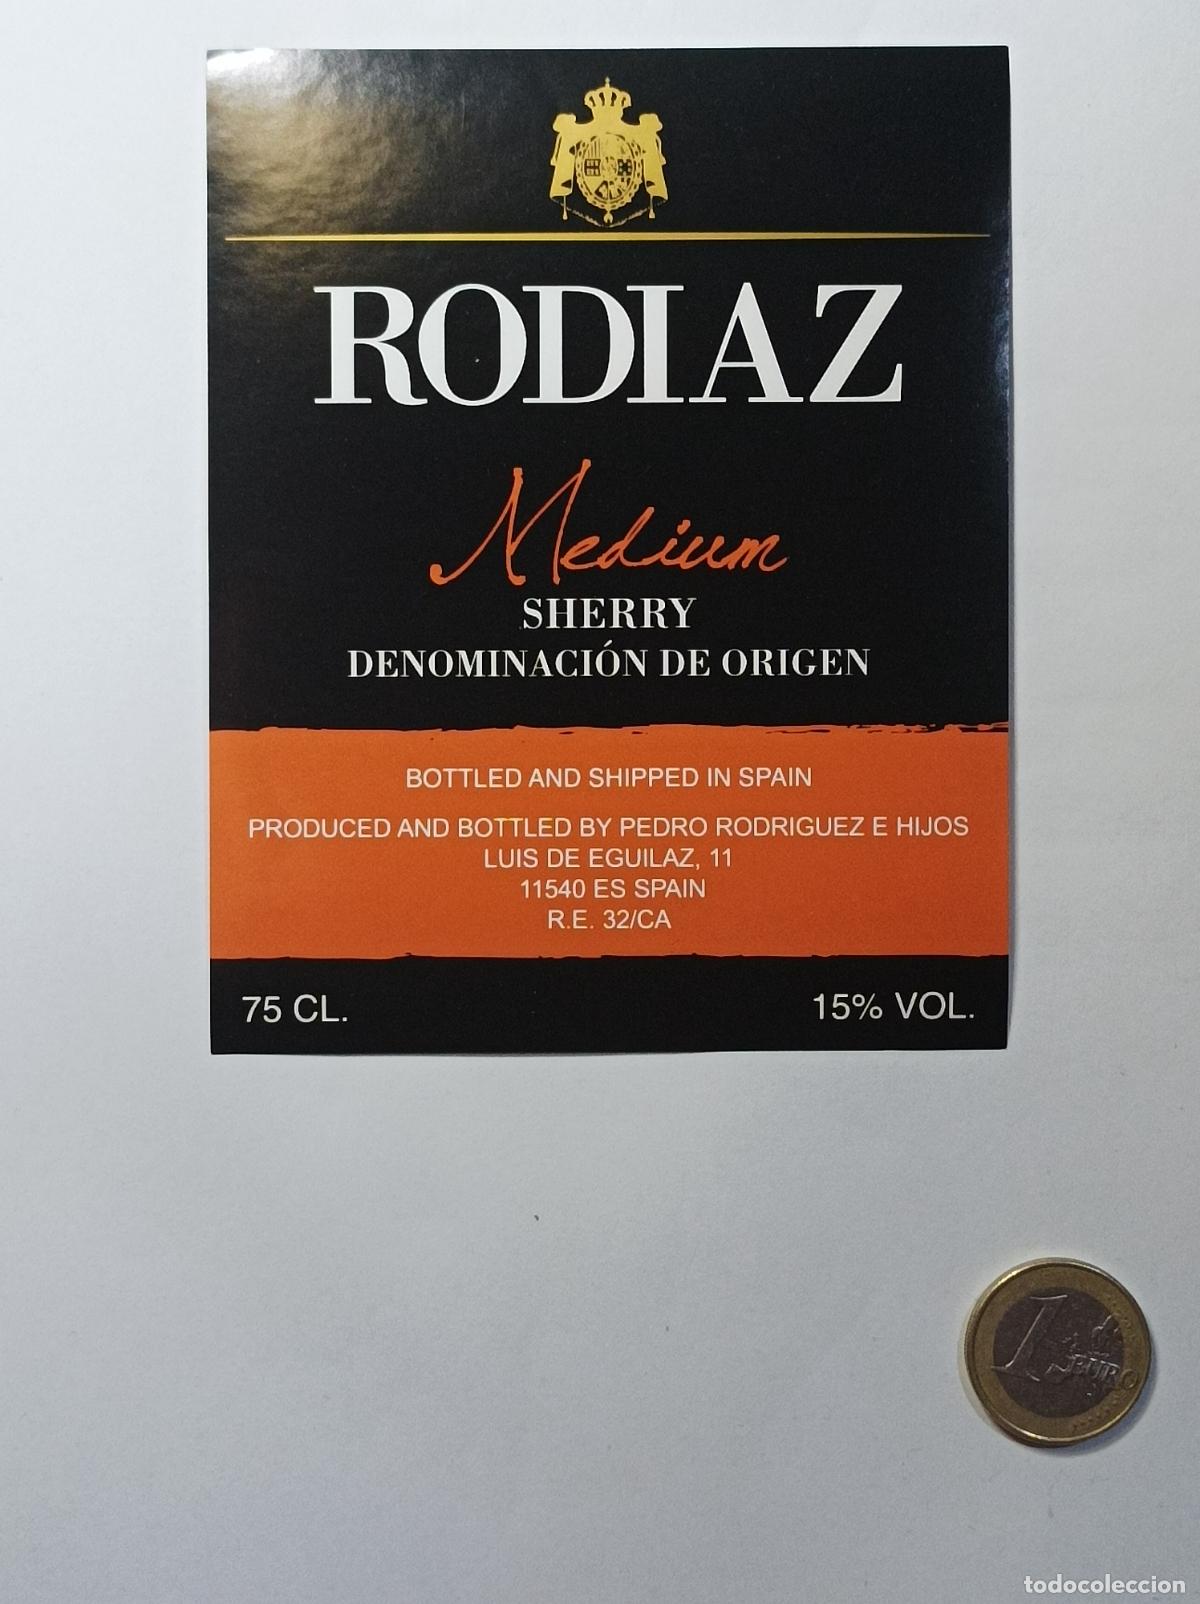 RODIAZ
Medium
SHERRY
DENOMINACIÓN DE ORIGEN
BOTTLED AND SHIPPED IN SPAIN
PRODUCED AND BOTTLED BY PEDRO RODRIGUEZ E HIJOS
LUIS DE EGUILAZ, 11
11540 ES SPAIN
R.E. 32/CA
75 CL. 15% VOL.
1
EURO
todocoleccion